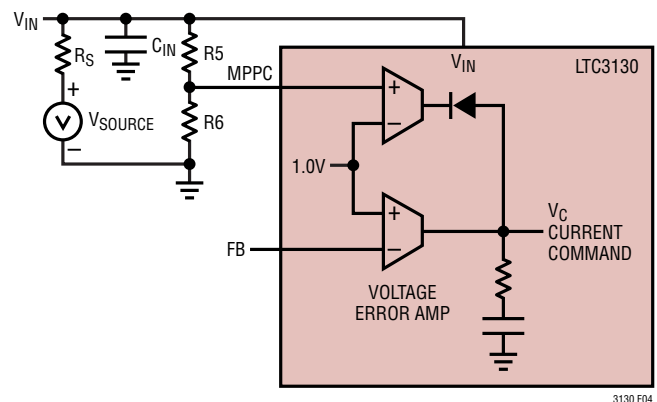 VIN
RS
CIN
R5
MPPC
VIN
LTC3130
+
VSOURCE
–
R6
+
–
1.0V
+
–
FB
VC
CURRENT
COMMAND
VOLTAGE
ERROR AMP
3130 F04